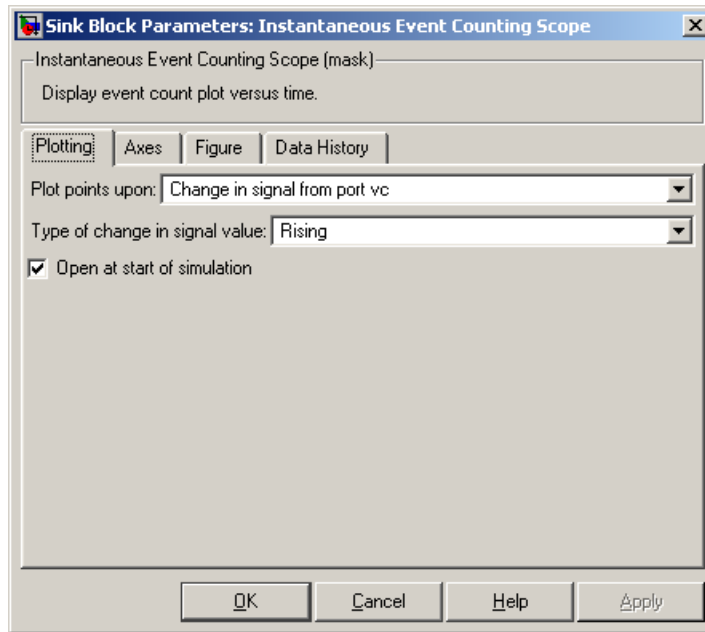 Sink Block Parameters: Instantaneous Event Counting Scope
Instantaneous Event Counting Scope (mask)
Display event count plot versus time.
Plotting Axes Figure Data History
Plot points upon: Change in signal from port vc
Type of change in signal value: Rising
Open at start of simulation
OK Cancel Help Apply